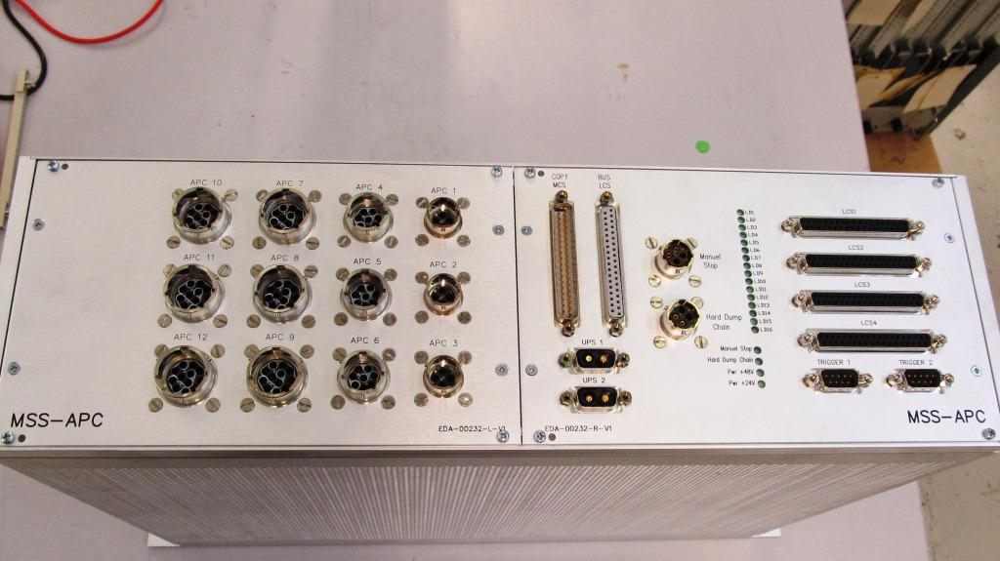 APC 10 APC 7 APC 4 APC 1
APC 11 APC 8 APC 5 APC 2
APC 12 APC 9 APC 6 APC 3
MSS-APC
EDA-00232-L-V1
COPY
MCS
BUS
LCS
Manuel
Stop
Hard Dump
Chain
UPS 1
UPS 2
LD1
LD2
LD3
LD4
LD5
LD6
LD7
LD8
LD9
LD10
LD11
LD12
LD13
LD14
LD15
LD16
Manuel Stop
Hard Dump Chain
Pwr +48V
Pwr +24V
LCS1
LCS2
LCS3
LCS4
TRIGGER 1 TRIGGER 2
EDA-00232-R-V1
MSS-APC